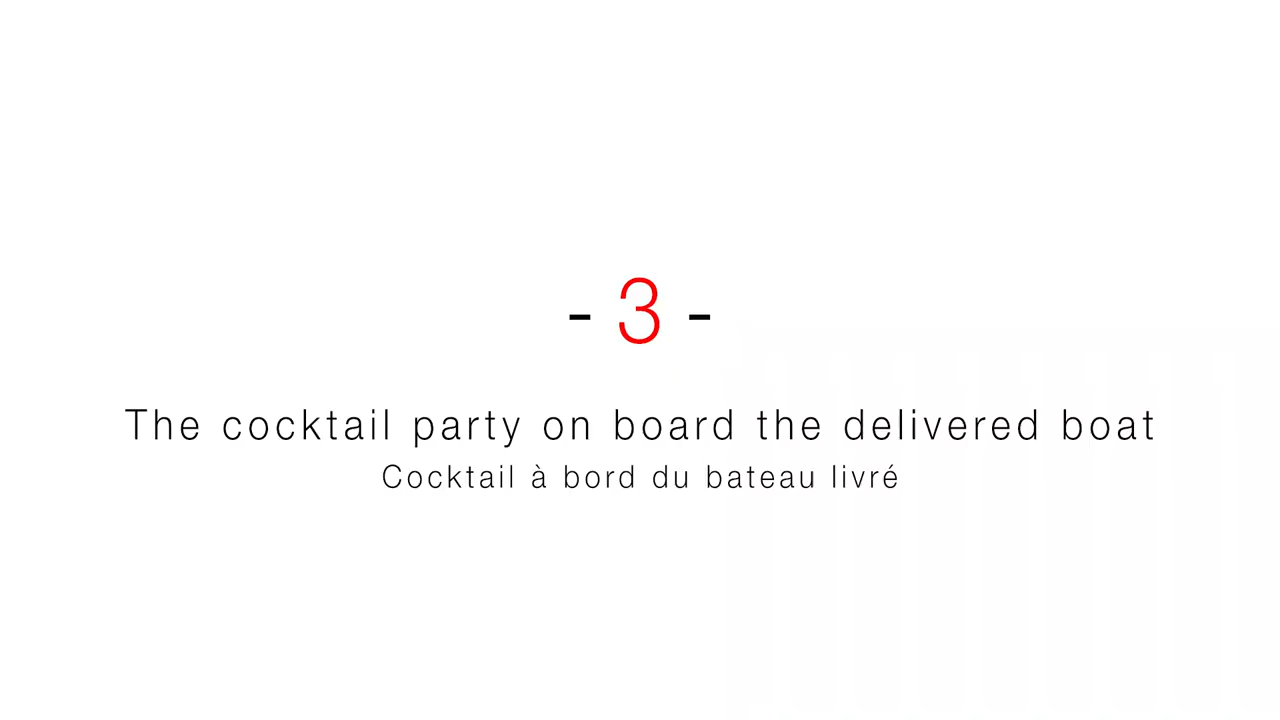 - 3 -
The cocktail party on board the delivered boat
Cocktail à bord du bateau livré